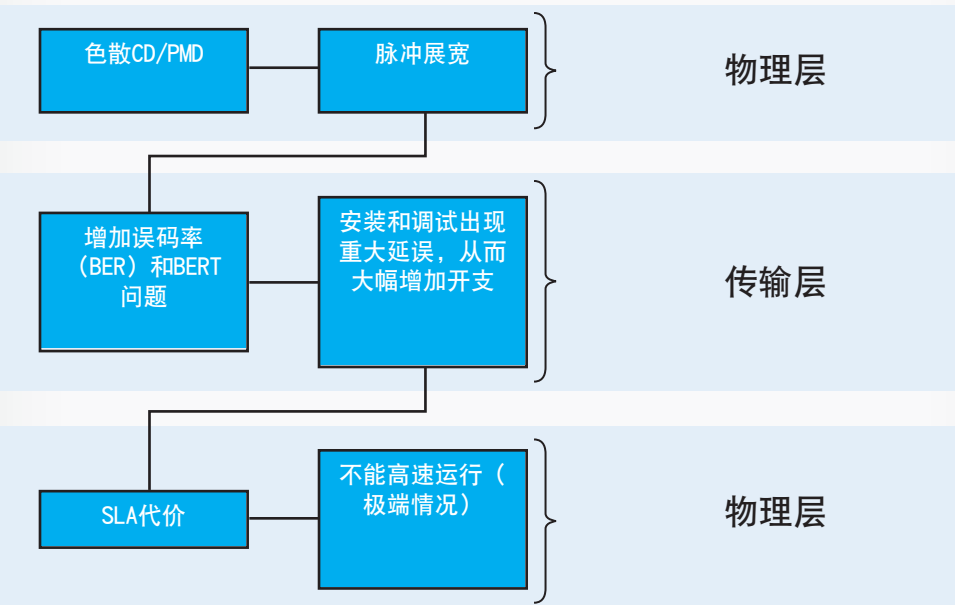 色散CD/PMD
脉冲展宽
物理层
增加误码率
（BER）和BERT
问题
安装和调试出现
重大延误，从而
大幅增加开支
传输层
SLA代价
不能高速运行（
极端情况）
物理层